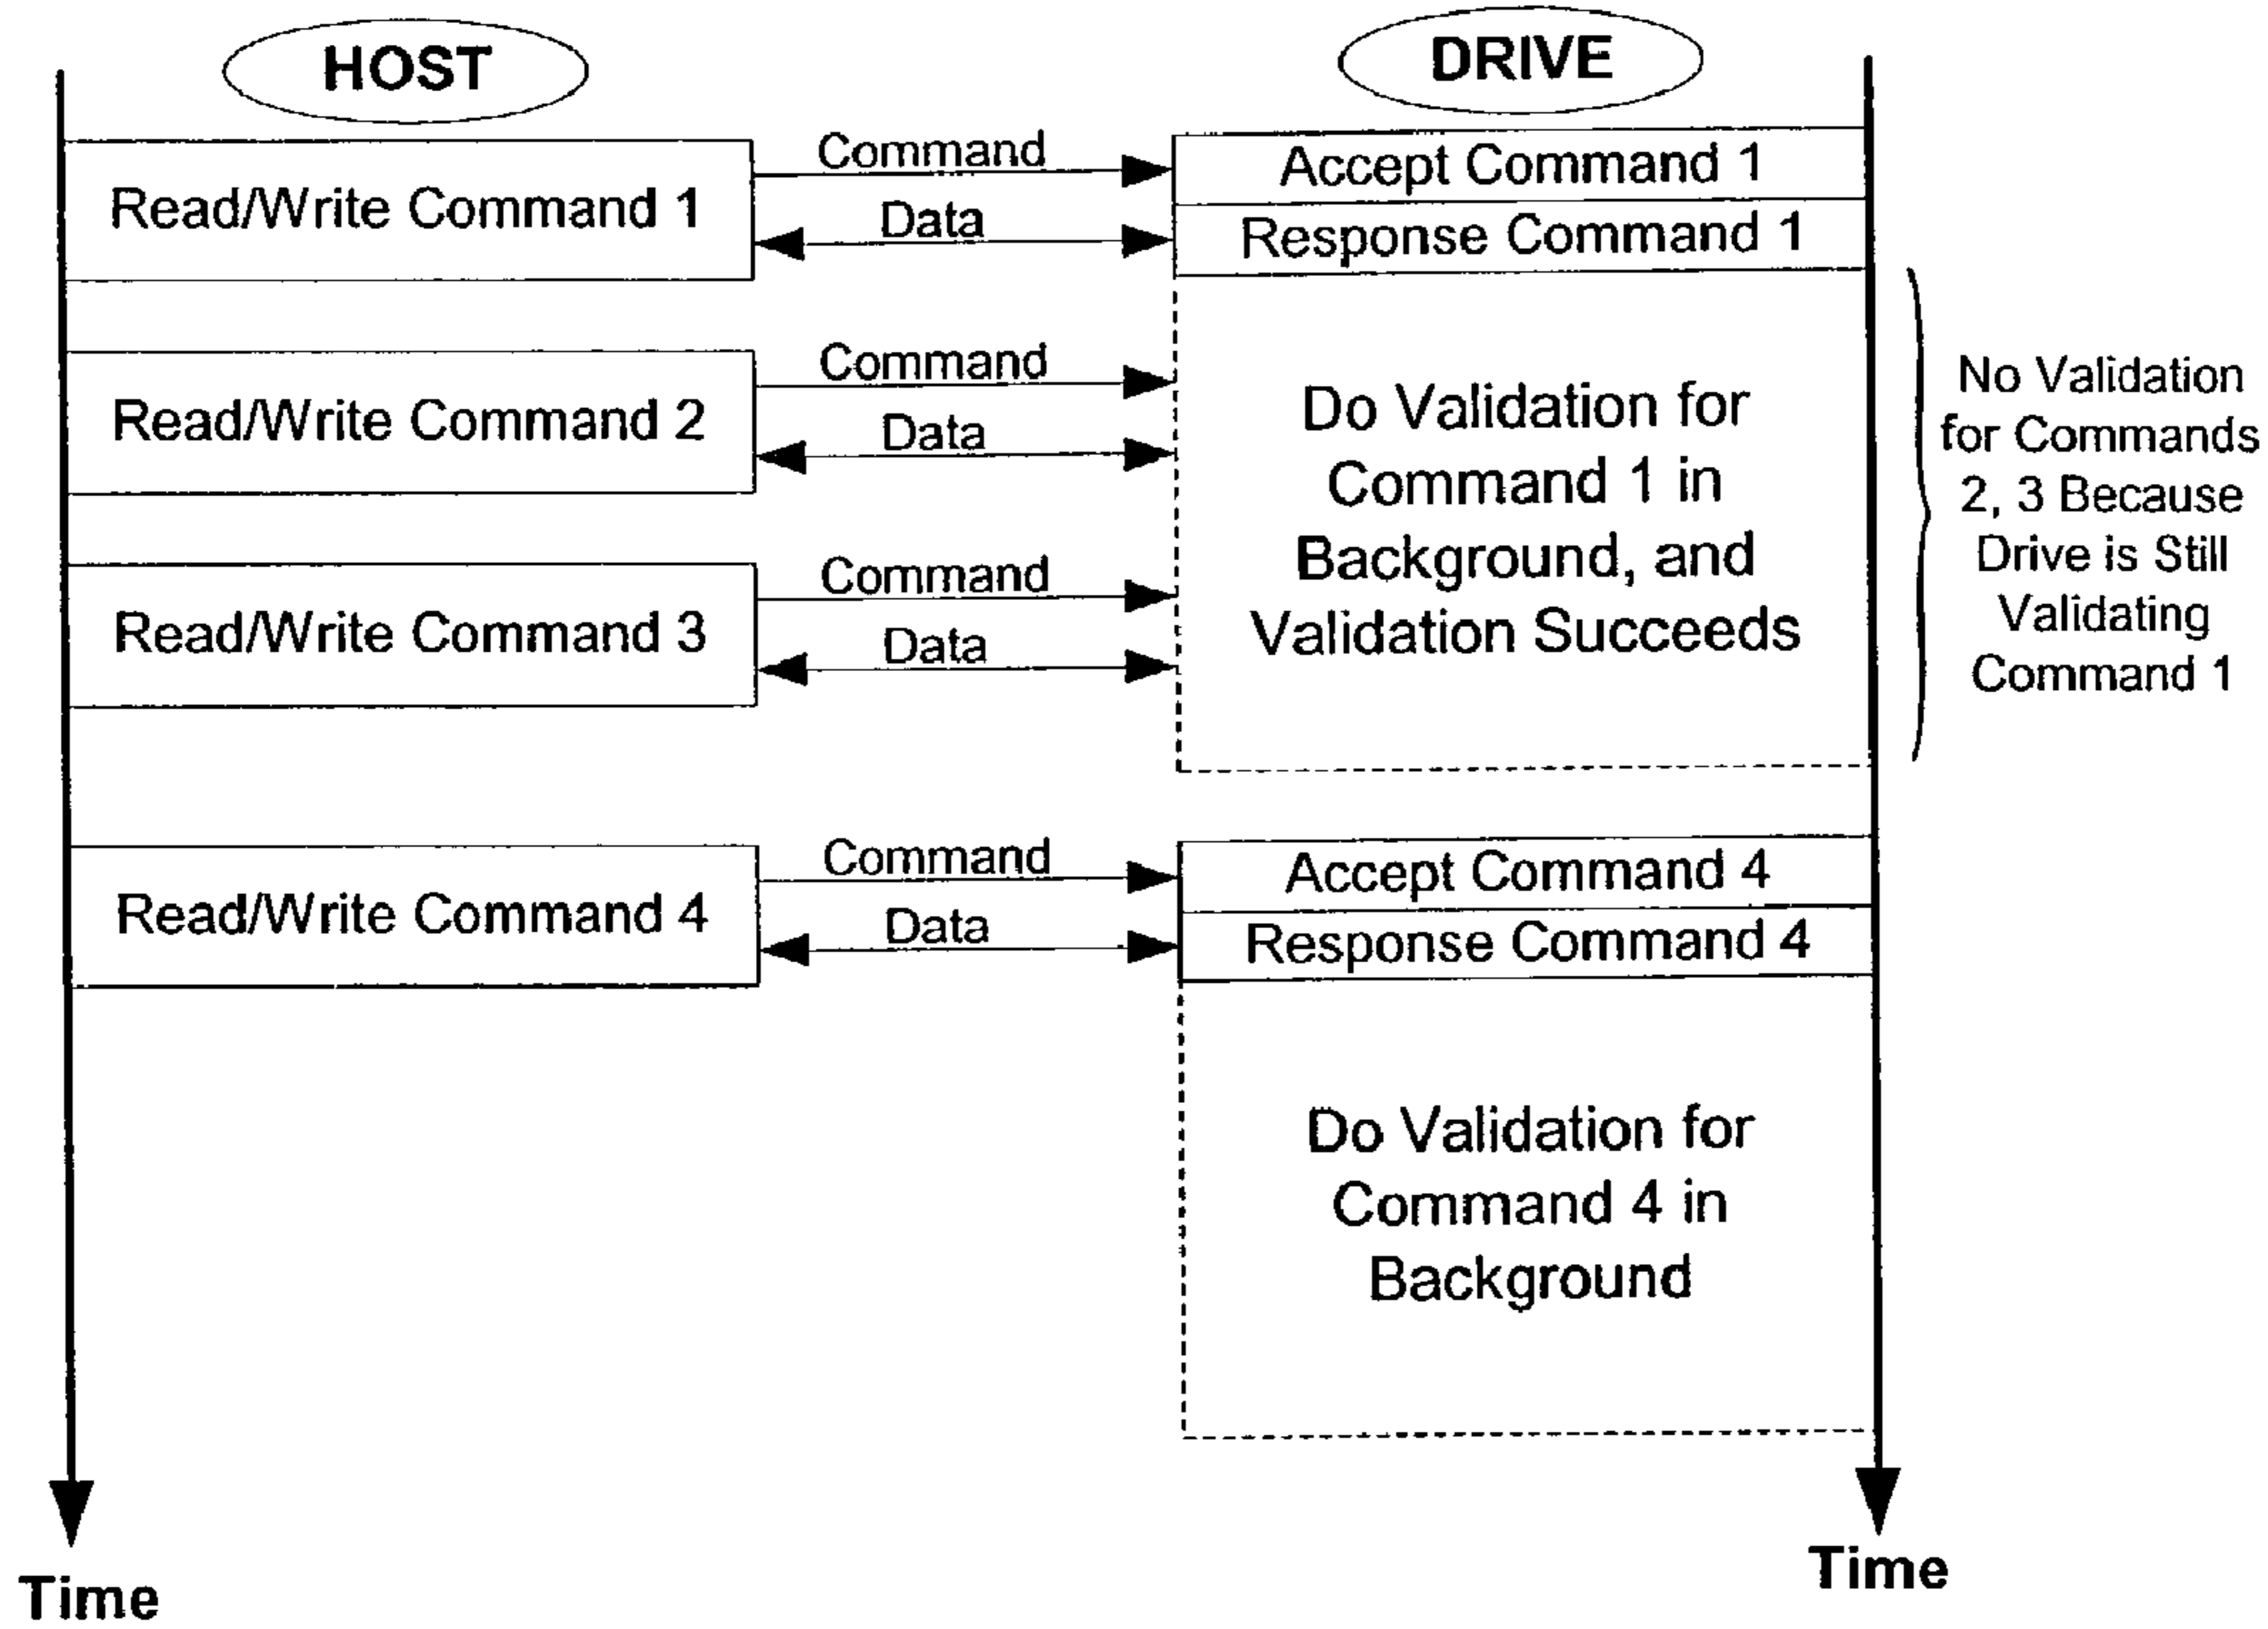 HOST
DRIVE
Read/Write Command 1
Command
Data
Accept Command 1
Response Command 1
Read/Write Command 2
Command
Data
Read/Write Command 3
Command
Data
Do Validation for
Command 1 in
Background, and
Validation Succeeds
No Validation
for Commands
2, 3 Because
Drive is Still
Validating
Command 1
Read/Write Command 4
Command
Data
Accept Command 4
Response Command 4
Do Validation for
Command 4 in
Background
Time
Time